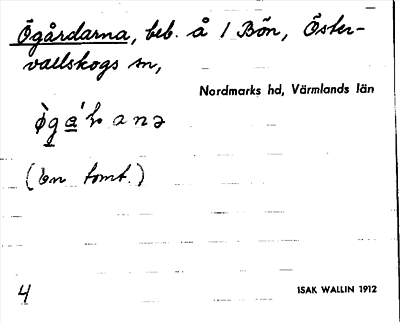 Ögårdarna, beb. å 1 Bön, Öster-
vallskogs sn,
Nordmarks hd, Värmlands län
(en tomt.)
4
ISAK WALLIN 1912